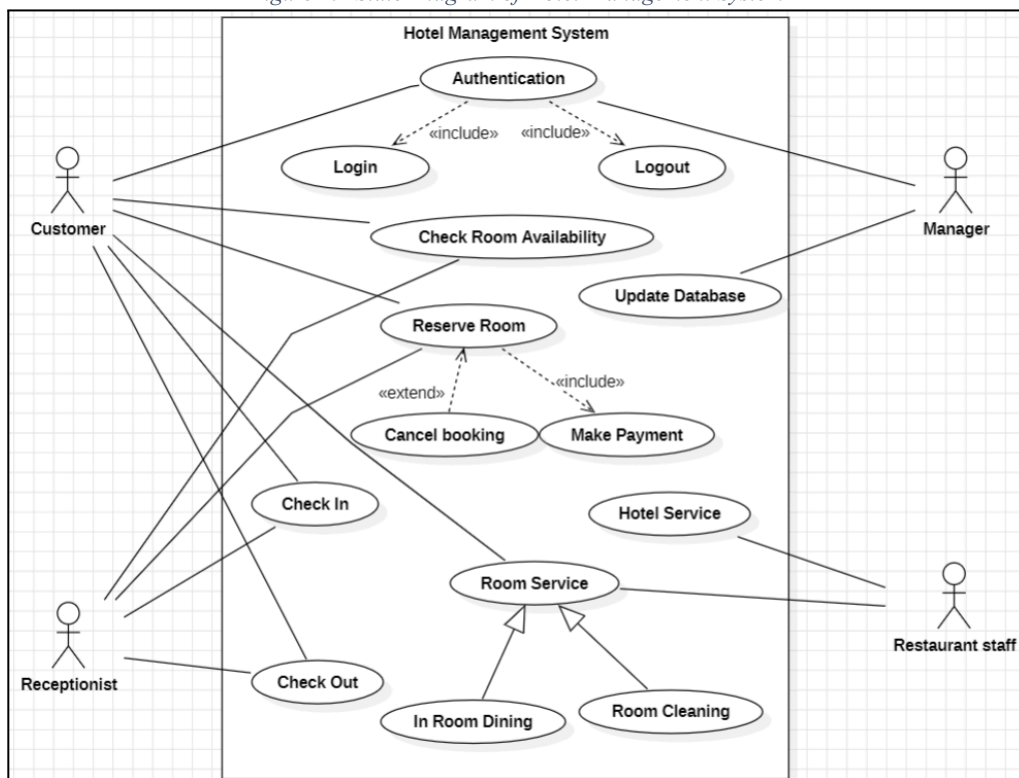 Hotel Management System
Authentication
«include» «include»
Login
Logout
Customer
Manager
Check Room Availability
Update Database
Reserve Room
«extend»
«include»
Cancel booking
Make Payment
Check In
Hotel Service
Room Service
Restaurant staff
Receptionist
Check Out
In Room Dining
Room Cleaning